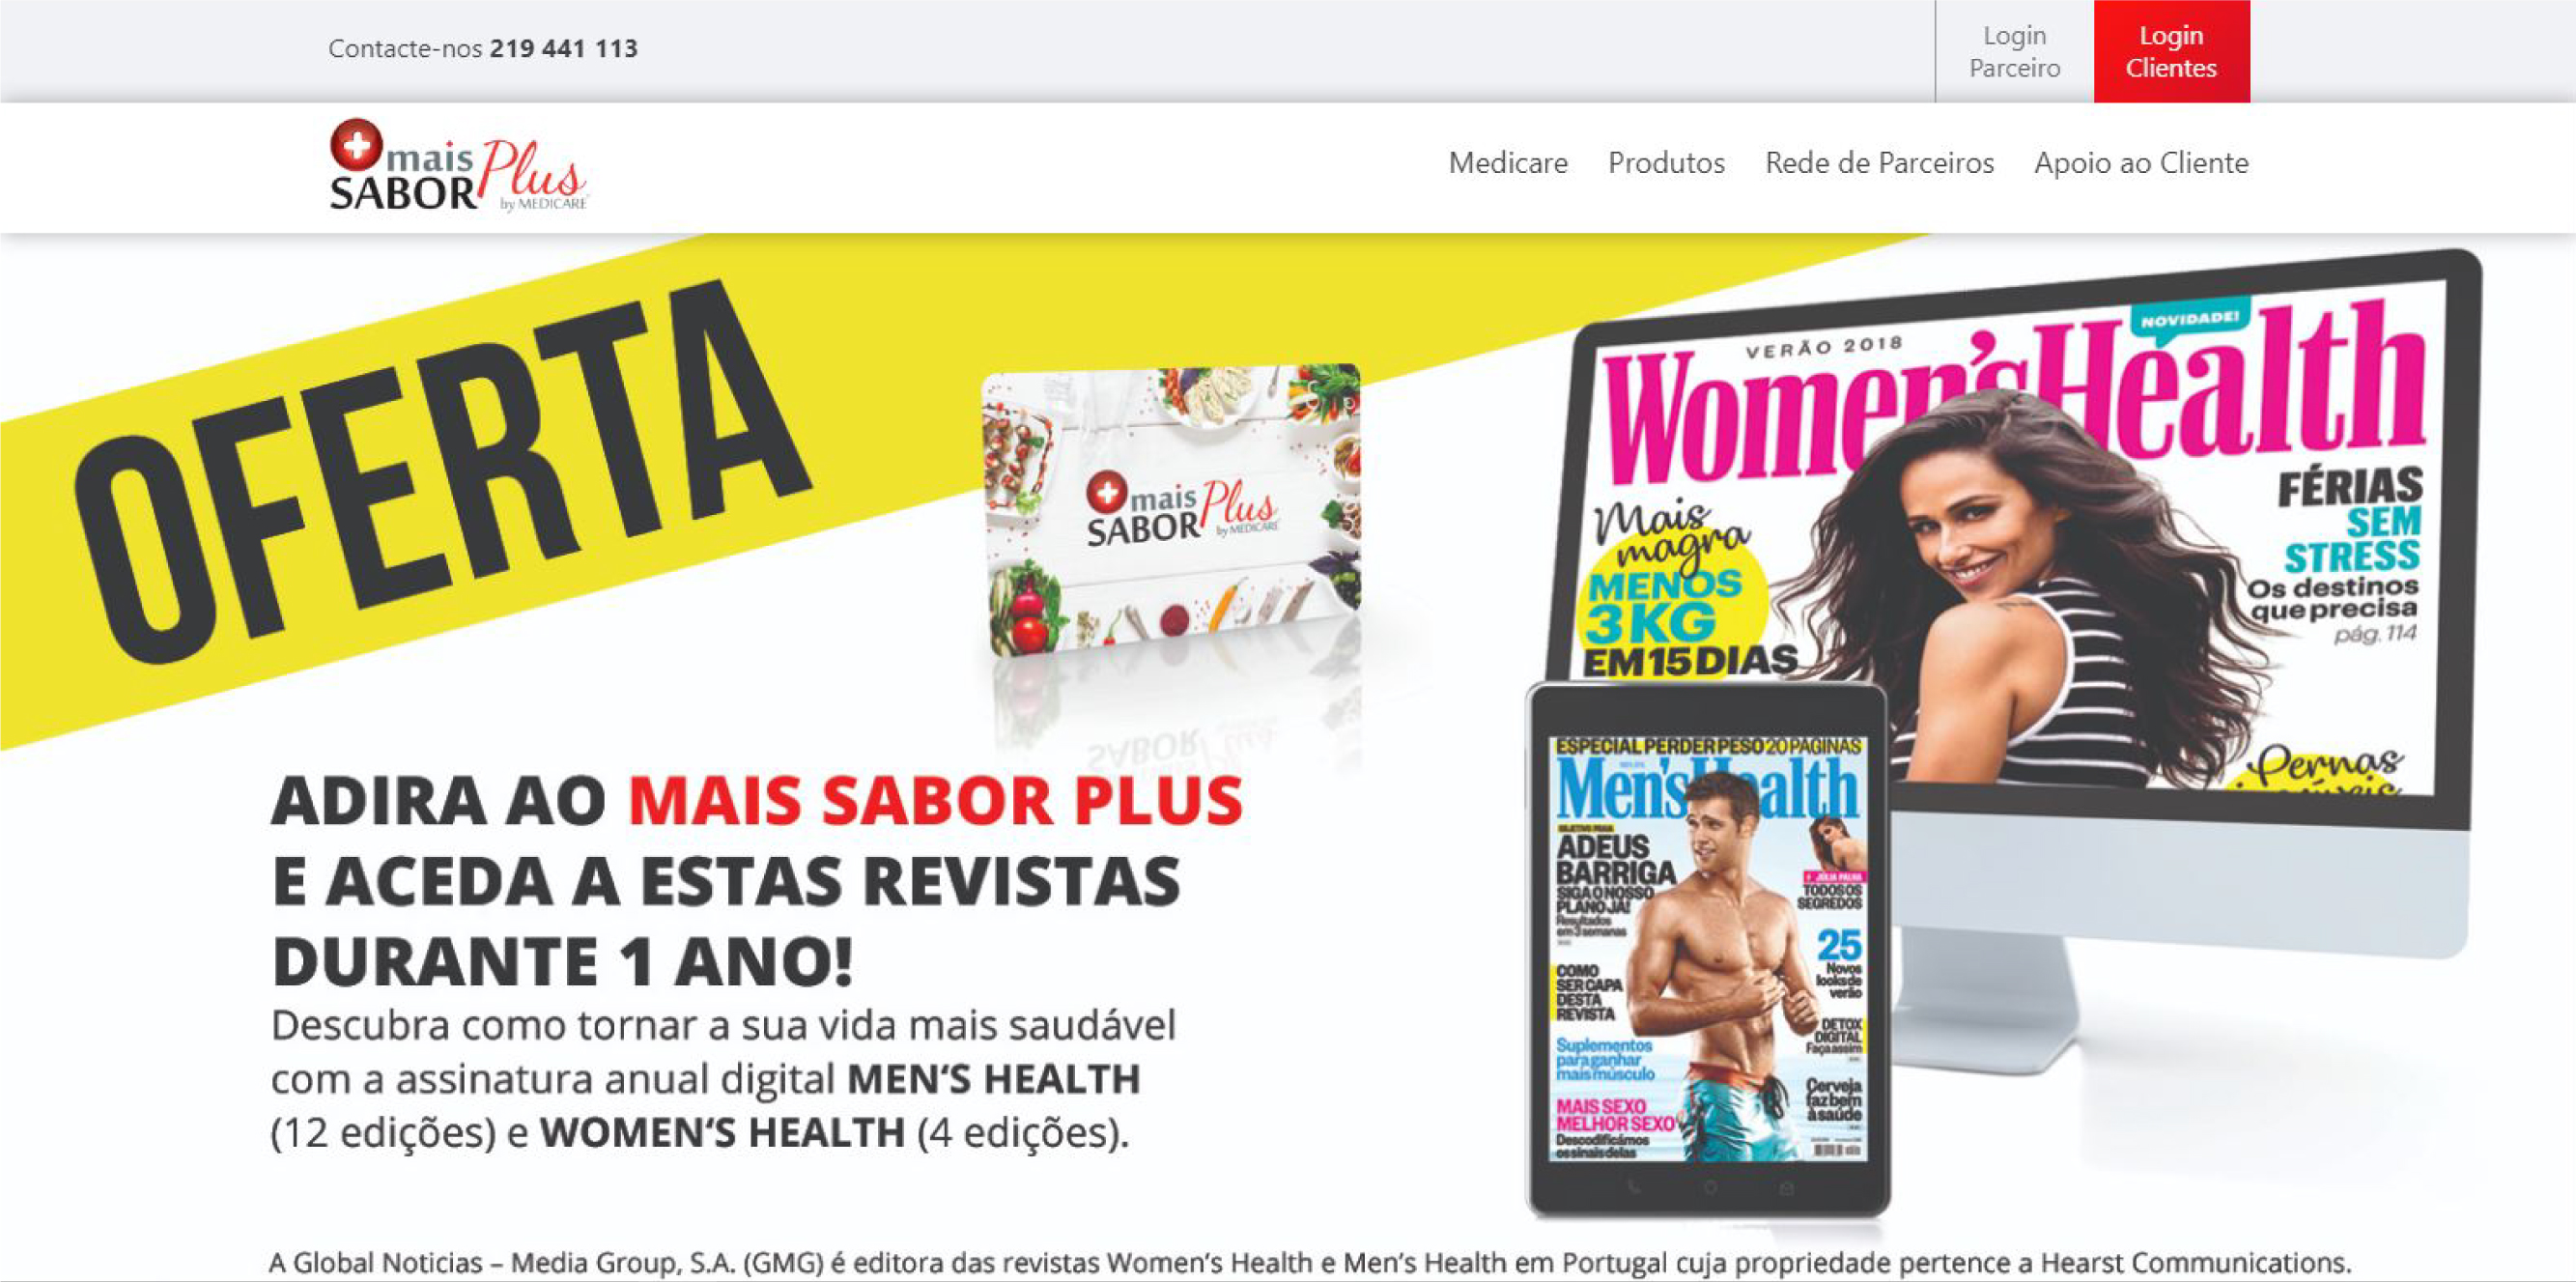 Contacte-nos 219 441 113
Login
Parceiro
Login
Clientes
mais Plus
SABOR
by MEDICARE
Medicare Produtos Rede de Parceiros Apoio ao Cliente
OFERTA
mais Plus
SABOR
by MEDICARE
VERÃO 2018
NOVIDADE!
Women's Health
Mais
magra
MENOS
3 KG
EM 15 DIAS
FÉRIAS
SEM
STRESS
Os destinos
que precisa
pág. 114
Pernas
ESPECIAL PERDER PESO 20 PÁGINAS
Men's Health
ADEUS
BARRIGA
SIGA O NOSSO
PLANO JÁ!
Resultados
em 3 semanas
COMO
SER CAPA
DESTA
REVISTA
Suplementos
para ganhar
mais músculo
MAIS SEXO
MELHOR SEXO
Descodificámos
os sinais delas
JÚLIA PALHA
TODOS OS
SEGREDOS
25
Novos
looks de
verão
DETOX
DIGITAL
Faça assim
Cerveja
faz bem
à saúde
ADIRA AO MAIS SABOR PLUS
E ACEDA A ESTAS REVISTAS
DURANTE 1 ANO!
Descubra como tornar a sua vida mais saudável
com a assinatura anual digital MEN‘S HEALTH
(12 edições) e WOMEN‘S HEALTH (4 edições).
A Global Noticias – Media Group, S.A. (GMG) é editora das revistas Women’s Health e Men’s Health em Portugal cuja propriedade pertence a Hearst Communications.